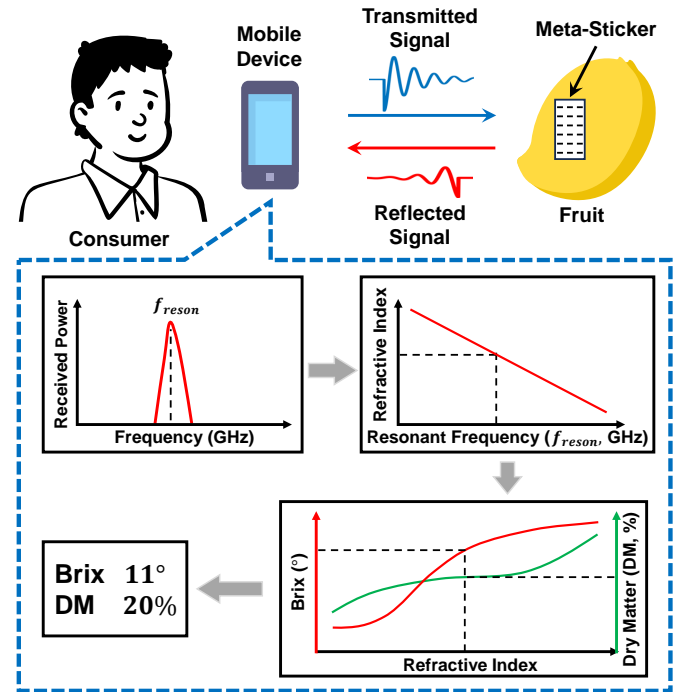 Mobile
Device
Transmitted
Signal
Meta-Sticker
Consumer
Reflected
Signal
Fruit
Received Power
f_reson
Frequency (GHz)
Refractive Index
Resonant Frequency (f_reson, GHz)
Brix (°)
Dry Matter (DM, %)
Refractive Index
Brix 11°
DM 20%